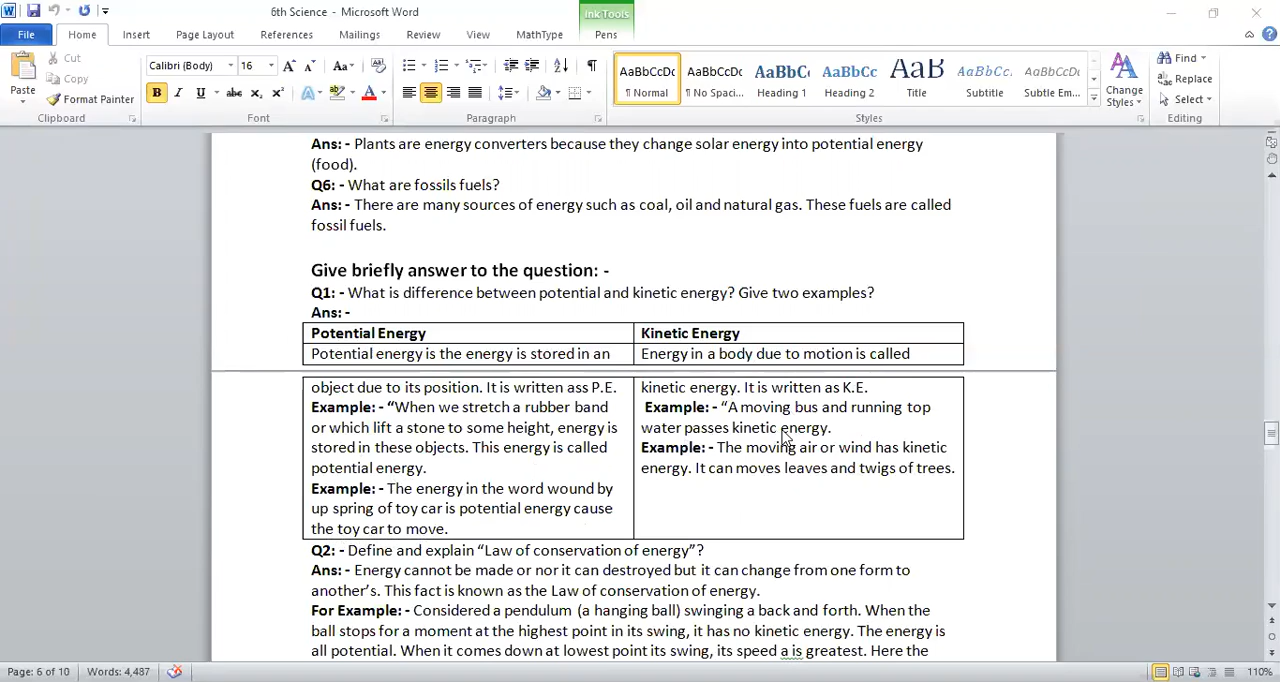 6th Science - Microsoft Word
Ink Tools
File Home Insert Page Layout References Mailings Review View MathType Pens
Paste
Cut
Copy
Format Painter
Clipboard
Calibri (Body) 16
Font
Paragraph
AaBbCcDc AaBbCcDc AaBbC AaBbCc AaB AaBbCc. AaBbCcDc
¶ Normal ¶ No Spaci... Heading 1 Heading 2 Title Subtitle Subtle Em...
Styles
Change
Styles
Find
Replace
Select
Editing
Ans: - Plants are energy converters because they change solar energy into potential energy
(food).
Q6: - What are fossils fuels?
Ans: - There are many sources of energy such as coal, oil and natural gas. These fuels are called
fossil fuels.
Give briefly answer to the question: -
Q1: - What is difference between potential and kinetic energy? Give two examples?
Ans: -
Potential Energy
Potential energy is the energy is stored in an
object due to its position. It is written ass P.E.
Example: - “When we stretch a rubber band
or which lift a stone to some height, energy is
stored in these objects. This energy is called
potential energy.
Example: - The energy in the word wound by
up spring of toy car is potential energy cause
the toy car to move.
Kinetic Energy
Energy in a body due to motion is called
kinetic energy. It is written as K.E.
Example: - “A moving bus and running top
water passes kinetic energy.
Example: - The moving air or wind has kinetic
energy. It can moves leaves and twigs of trees.
Q2: - Define and explain “Law of conservation of energy”?
Ans: - Energy cannot be made or nor it can destroyed but it can change from one form to
another’s. This fact is known as the Law of conservation of energy.
For Example: - Considered a pendulum (a hanging ball) swinging a back and forth. When the
ball stops for a moment at the highest point in its swing, it has no kinetic energy. The energy is
all potential. When it comes down at lowest point its swing, its speed a is greatest. Here the
Page: 6 of 10 Words: 4,487 110%